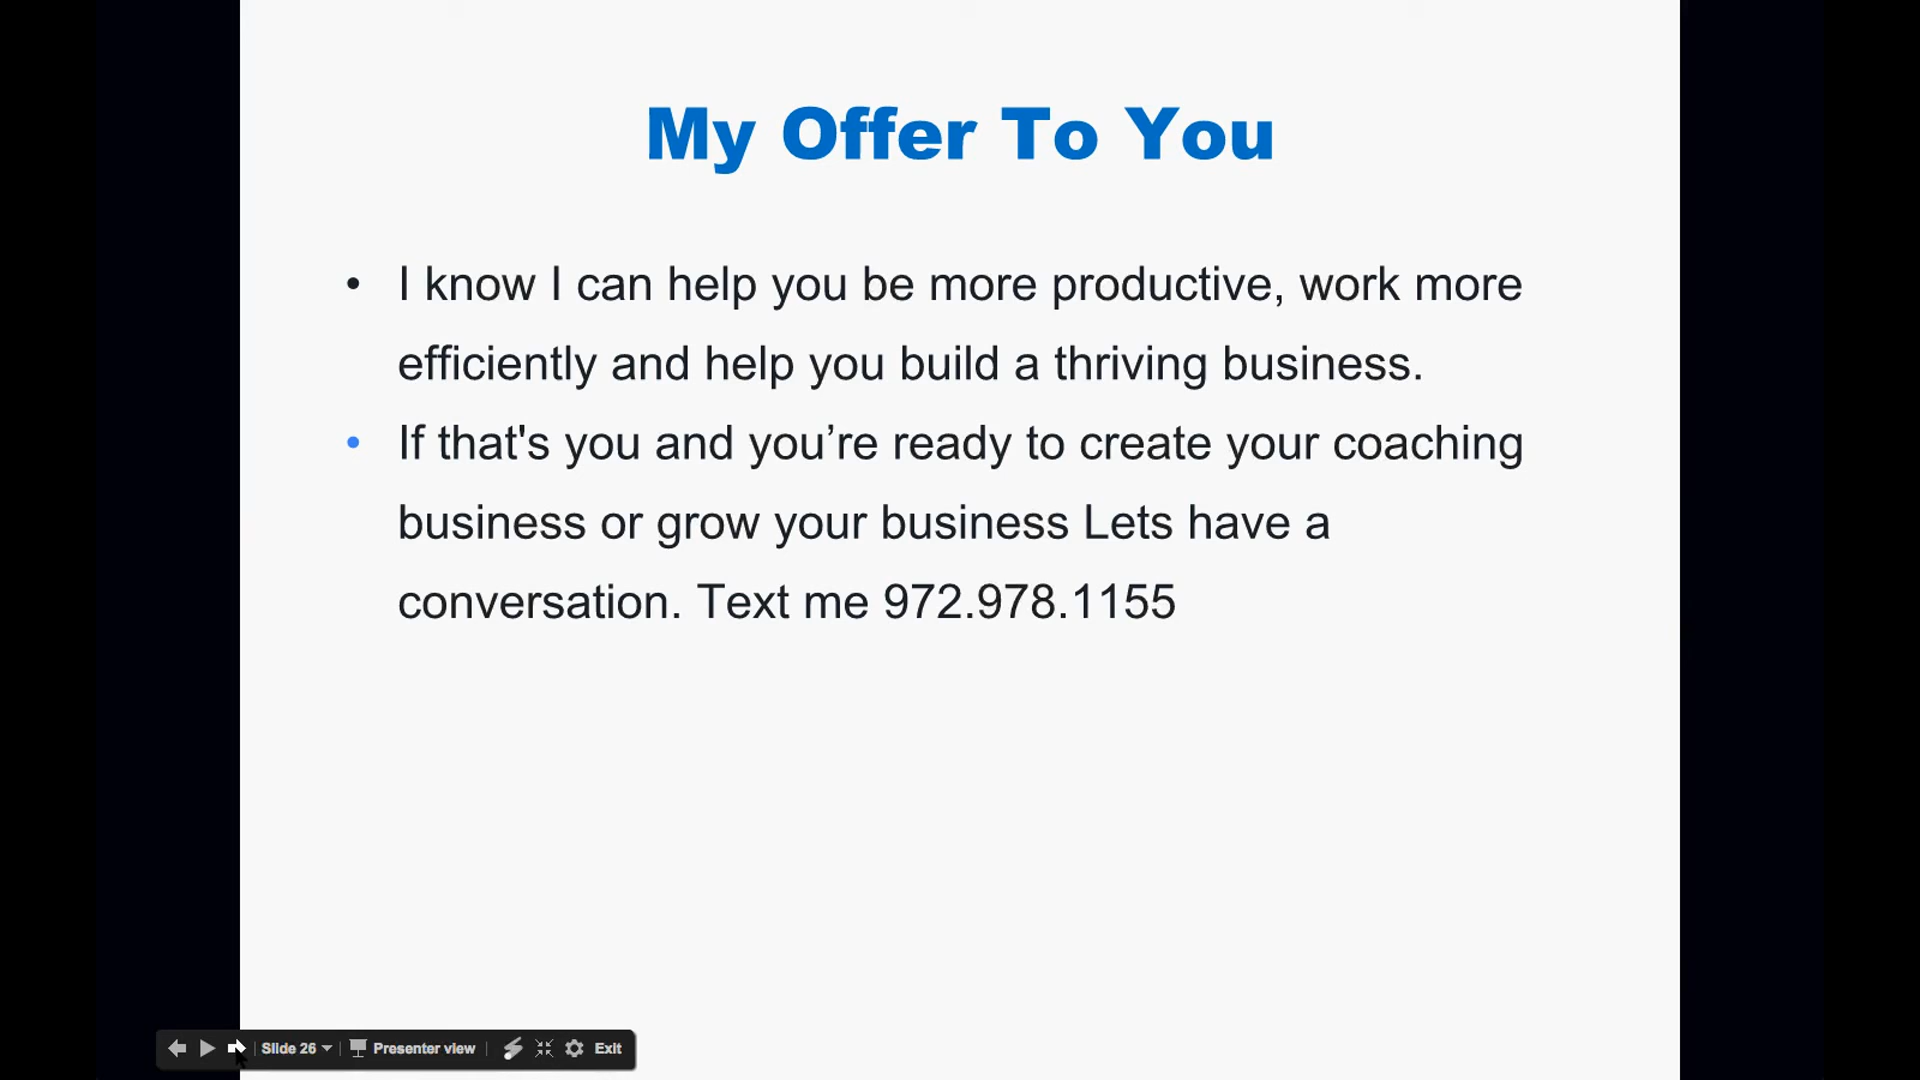 My Offer To You
• I know I can help you be more productive, work more
efficiently and help you build a thriving business.
• If that's you and you’re ready to create your coaching
business or grow your business Lets have a
conversation. Text me 972.978.1155
Slide 26 Presenter view Exit